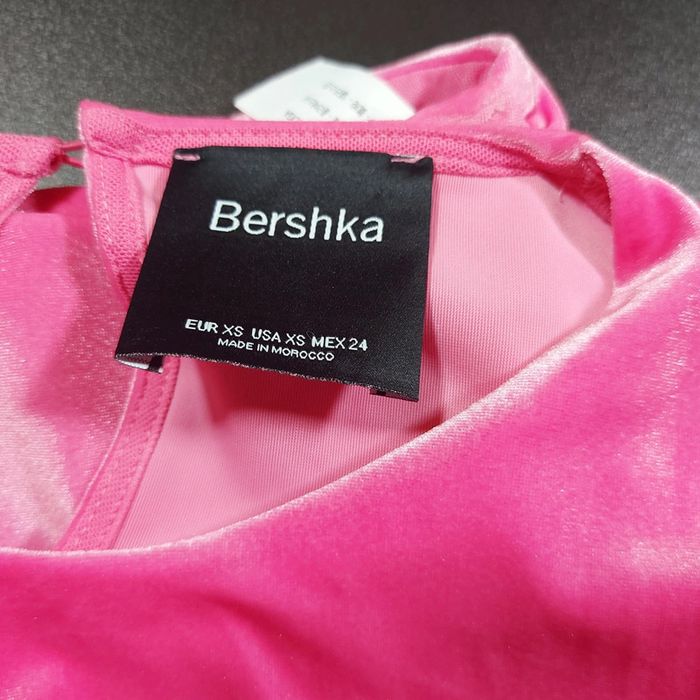 Bershka
EUR XS USA XS MEX 24
MADE IN MOROCCO